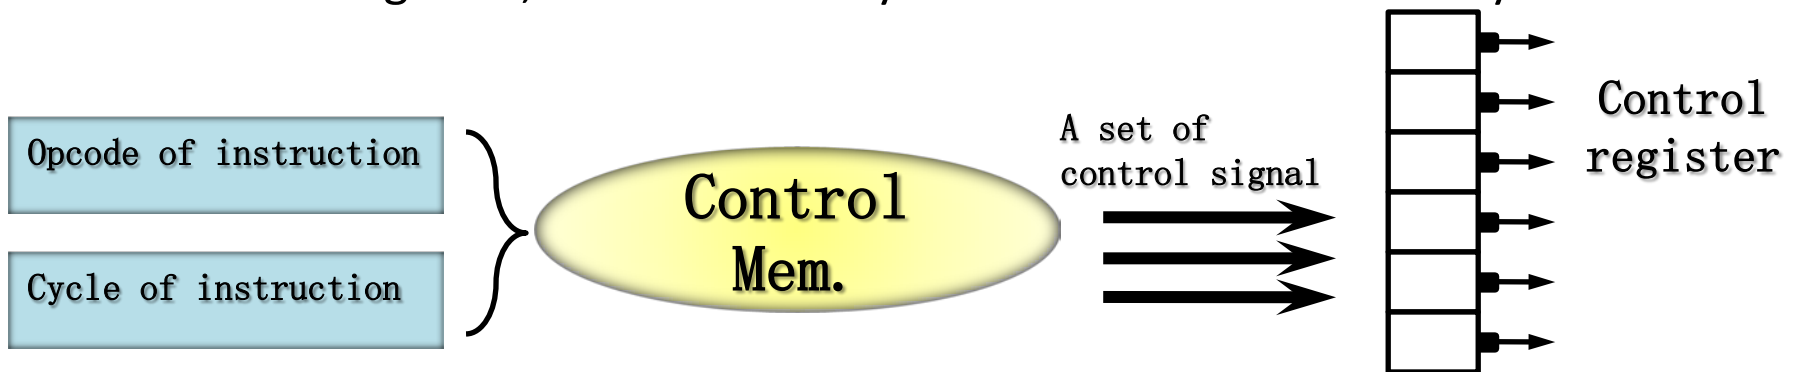 Opcode of instruction
Cycle of instruction
Control
Mem.
A set of
control signal
Control
register